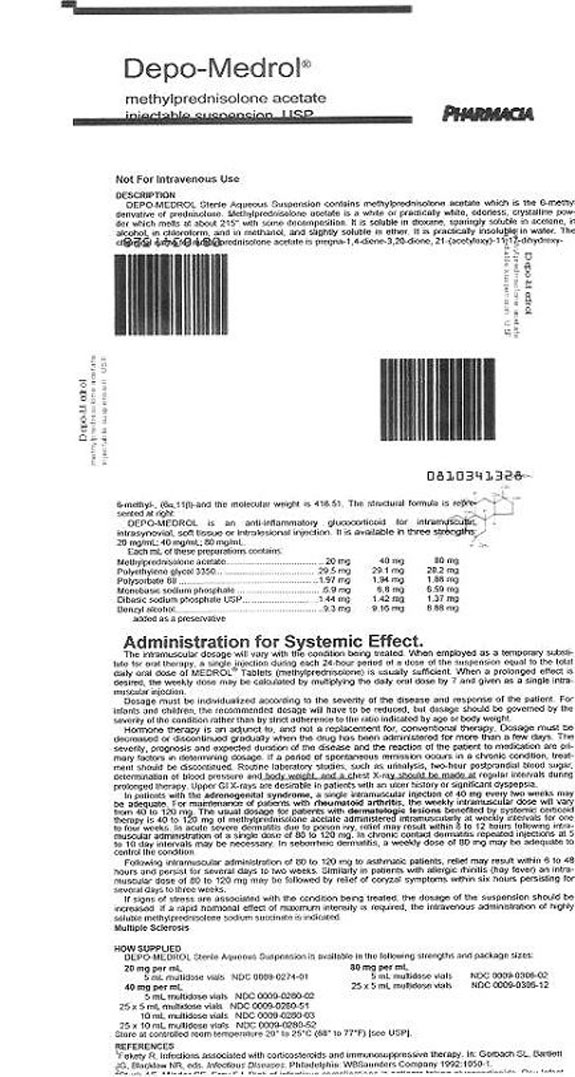 Depo-Medrol®
methylprednisolone acetate
injectable suspension, USP
PHARMACIA
Not For Intravenous Use
DESCRIPTION
DEPO-MEDROL Sterile Aqueous Suspension contains methylprednisolone acetate which is the 6-methyl
derivative of prednisolone. Methylprednisolone acetate is a white or practically white, odorless, crystalline pow-
der which melts at about 215° with some decomposition. It is soluble in dioxane, sparingly soluble in acetone, in
alcohol, in chloroform, and in methanol, and slightly soluble in ether. It is practically insoluble in water. The
prednisolone acetate is pregna-1,4-diene-3,20-dione, 21-(acetyloxy)-11,17-dihydroxy-
Depo-Medrol
methylprednisolone acetate
injectable suspension USP
Depo-Medrol
methylprednisolone acetate
injectable suspension USP
0810341328
6-methyl-, (6α,11β)-and the molecular weight is 416.51. The structural formula is repre-
sented at right:
DEPO-MEDROL is an anti-inflammatory glucocorticoid for intramuscular,
intrasynovial, soft tissue or intralesional injection. It is available in three strengths:
20 mg/mL; 40 mg/mL; 80 mg/mL.
Each mL of these preparations contains:
Methylprednisolone acetate 20 mg 40 mg 80 mg
Polyethylene glycol 3350 29.5 mg 29.1 mg 28.2 mg
Polysorbate 80 1.97 mg 1.94 mg 1.88 mg
Monobasic sodium phosphate 6.9 mg 6.8 mg 6.59 mg
Dibasic sodium phosphate USP 1.44 mg 1.42 mg 1.37 mg
Benzyl alcohol 9.3 mg 9.16 mg 8.88 mg
added as a preservative
Administration for Systemic Effect.
The intramuscular dosage will vary with the condition being treated. When employed as a temporary substi-
tute for oral therapy, a single injection during each 24-hour period of a dose of the suspension equal to the total
daily oral dose of MEDROL® Tablets (methylprednisolone) is usually sufficient. When a prolonged effect is
desired, the weekly dose may be calculated by multiplying the daily oral dose by 7 and given as a single intra-
muscular injection.
Dosage must be individualized according to the severity of the disease and response of the patient. For
infants and children, the recommended dosage will have to be reduced, but dosage should be governed by the
severity of the condition rather than by strict adherence to the ratio indicated by age or body weight.
Hormone therapy is an adjunct to, and not a replacement for, conventional therapy. Dosage must be
decreased or discontinued gradually when the drug has been administered for more than a few days. The
severity, prognosis and expected duration of the disease and the reaction of the patient to medication are pri-
mary factors in determining dosage. If a period of spontaneous remission occurs in a chronic condition, treat-
ment should be discontinued. Routine laboratory studies, such as urinalysis, two-hour postprandial blood sugar,
determination of blood pressure and body weight, and a chest X-ray should be made at regular intervals during
prolonged therapy. Upper GI X-rays are desirable in patients with an ulcer history or significant dyspepsia.
In patients with the adrenogenital syndrome, a single intramuscular injection of 40 mg every two weeks may
be adequate. For maintenance of patients with rheumatoid arthritis, the weekly intramuscular dose will vary
from 40 to 120 mg. The usual dosage for patients with dermatologic lesions benefited by systemic corticoid
therapy is 40 to 120 mg of methylprednisolone acetate administered intramuscularly at weekly intervals for one
to four weeks. In acute severe dermatitis due to poison ivy, relief may result within 8 to 12 hours following intra-
muscular administration of a single dose of 80 to 120 mg. In chronic contact dermatitis repeated injections at 5
to 10 day intervals may be necessary. In seborrheic dermatitis, a weekly dose of 80 mg may be adequate to
control the condition.
Following intramuscular administration of 80 to 120 mg to asthmatic patients, relief may result within 6 to 48
hours and persist for several days to two weeks. Similarly in patients with allergic rhinitis (hay fever) an intra-
muscular dose of 80 to 120 mg may be followed by relief of coryzal symptoms within six hours persisting for
several days to three weeks.
If signs of stress are associated with the condition being treated, the dosage of the suspension should be
increased. If a rapid hormonal effect of maximum intensity is required, the intravenous administration of highly
soluble methylprednisolone sodium succinate is indicated.
Multiple Sclerosis
HOW SUPPLIED
DEPO-MEDROL Sterile Aqueous Suspension is available in the following strengths and package sizes:
20 mg per mL 80 mg per mL
5 mL multidose vials NDC 0009-0274-01 5 mL multidose vials NDC 0009-0306-02
40 mg per mL 25 x 5 mL multidose vials NDC 0009-0306-12
5 mL multidose vials NDC 0009-0280-02
25 x 5 mL multidose vials NDC 0009-0280-51
10 mL multidose vials NDC 0009-0280-03
25 x 10 mL multidose vials NDC 0009-0280-52
Store at controlled room temperature 20° to 25°C (68° to 77°F) [see USP].
REFERENCES
Fekety R. Infections associated with corticosteroids and immunosuppressive therapy. In: Gorbach SL, Bartlett
JG, Blacklow NR, eds. Infectious Diseases. Philadelphia: WBSaunders Company 1992:1050-1.